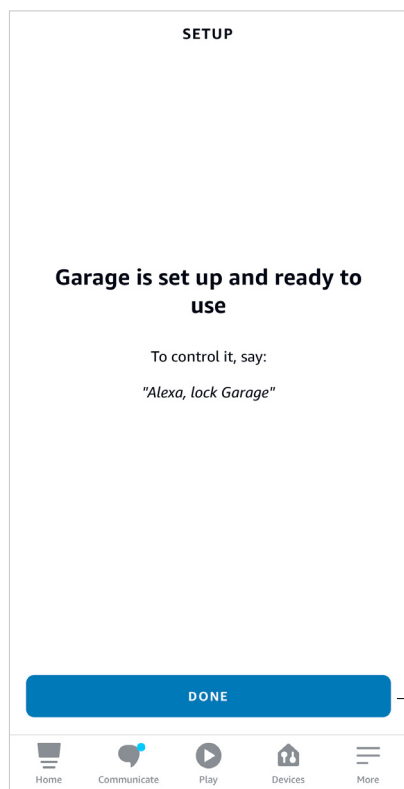 SETUP
Garage is set up and ready to
use
To control it, say:
"Alexa, lock Garage"
DONE
Home Communicate Play Devices More